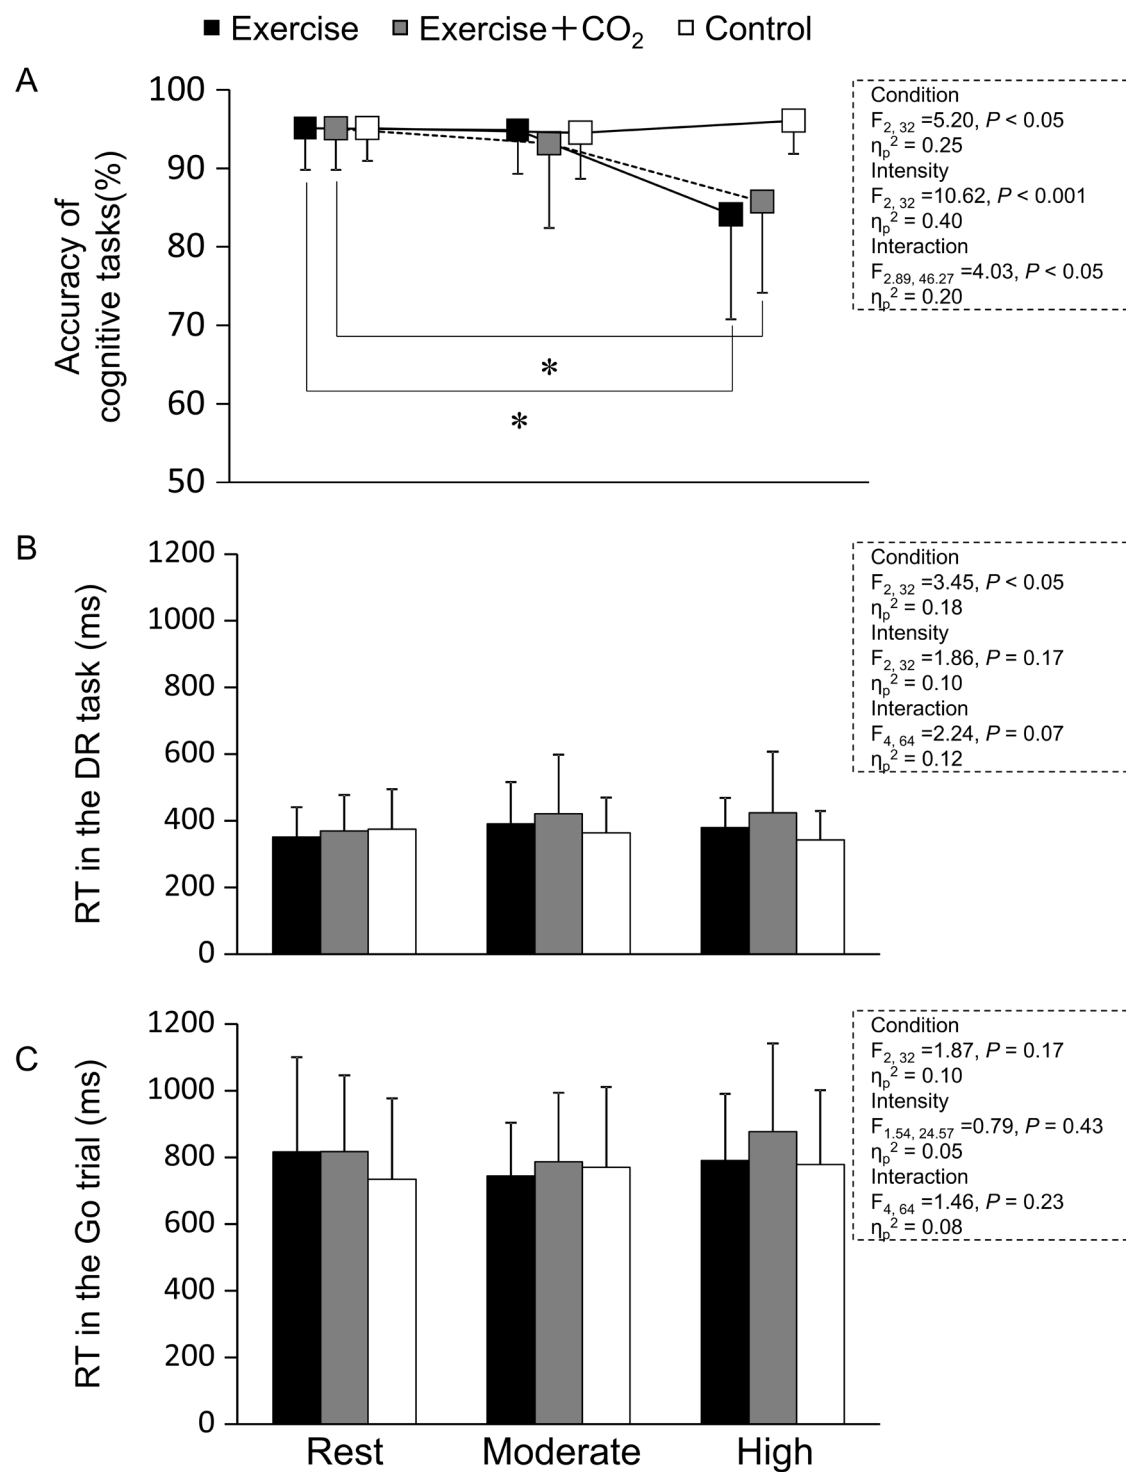 Exercise Exercise+CO₂ Control
A
Accuracy of
cognitive tasks(%)
100
90
80
70
60
50
*
*
Condition
F₂, ₃₂ =5.20, P < 0.05
ηₚ² = 0.25
Intensity
F₂, ₃₂ =10.62, P < 0.001
ηₚ² = 0.40
Interaction
F₂.₈₉, ₄₆.₂₇ =4.03, P < 0.05
ηₚ² = 0.20
B
RT in the DR task (ms)
1200
1000
800
600
400
200
0
Condition
F₂, ₃₂ =3.45, P < 0.05
ηₚ² = 0.18
Intensity
F₂, ₃₂ =1.86, P = 0.17
ηₚ² = 0.10
Interaction
F₄, ₆₄ =2.24, P = 0.07
ηₚ² = 0.12
C
RT in the Go trial (ms)
1200
1000
800
600
400
200
0
Condition
F₂, ₃₂ =1.87, P = 0.17
ηₚ² = 0.10
Intensity
F₁.₅₄, ₂₄.₅₇ =0.79, P = 0.43
ηₚ² = 0.05
Interaction
F₄, ₆₄ =1.46, P = 0.23
ηₚ² = 0.08
Rest Moderate High